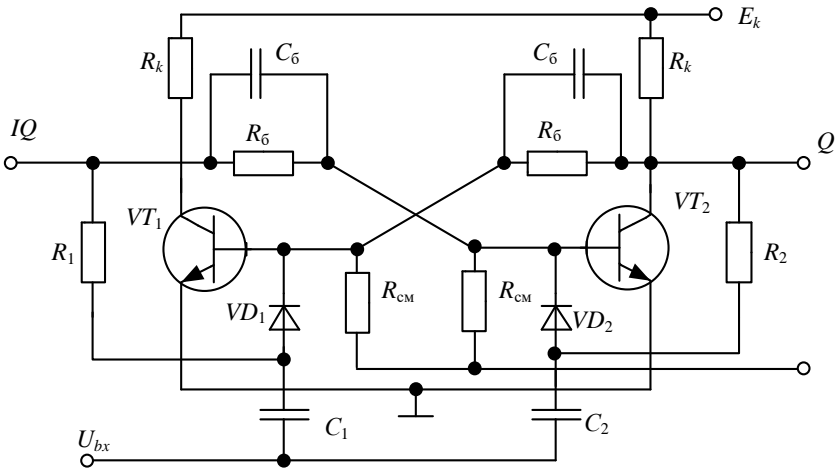 E_k
R_k
C_б
C_б
R_k
IQ
R_б
R_б
Q
VT_1
VT_2
R_1
R_см
R_см
R_2
VD_1
VD_2
C_1
C_2
U_bx